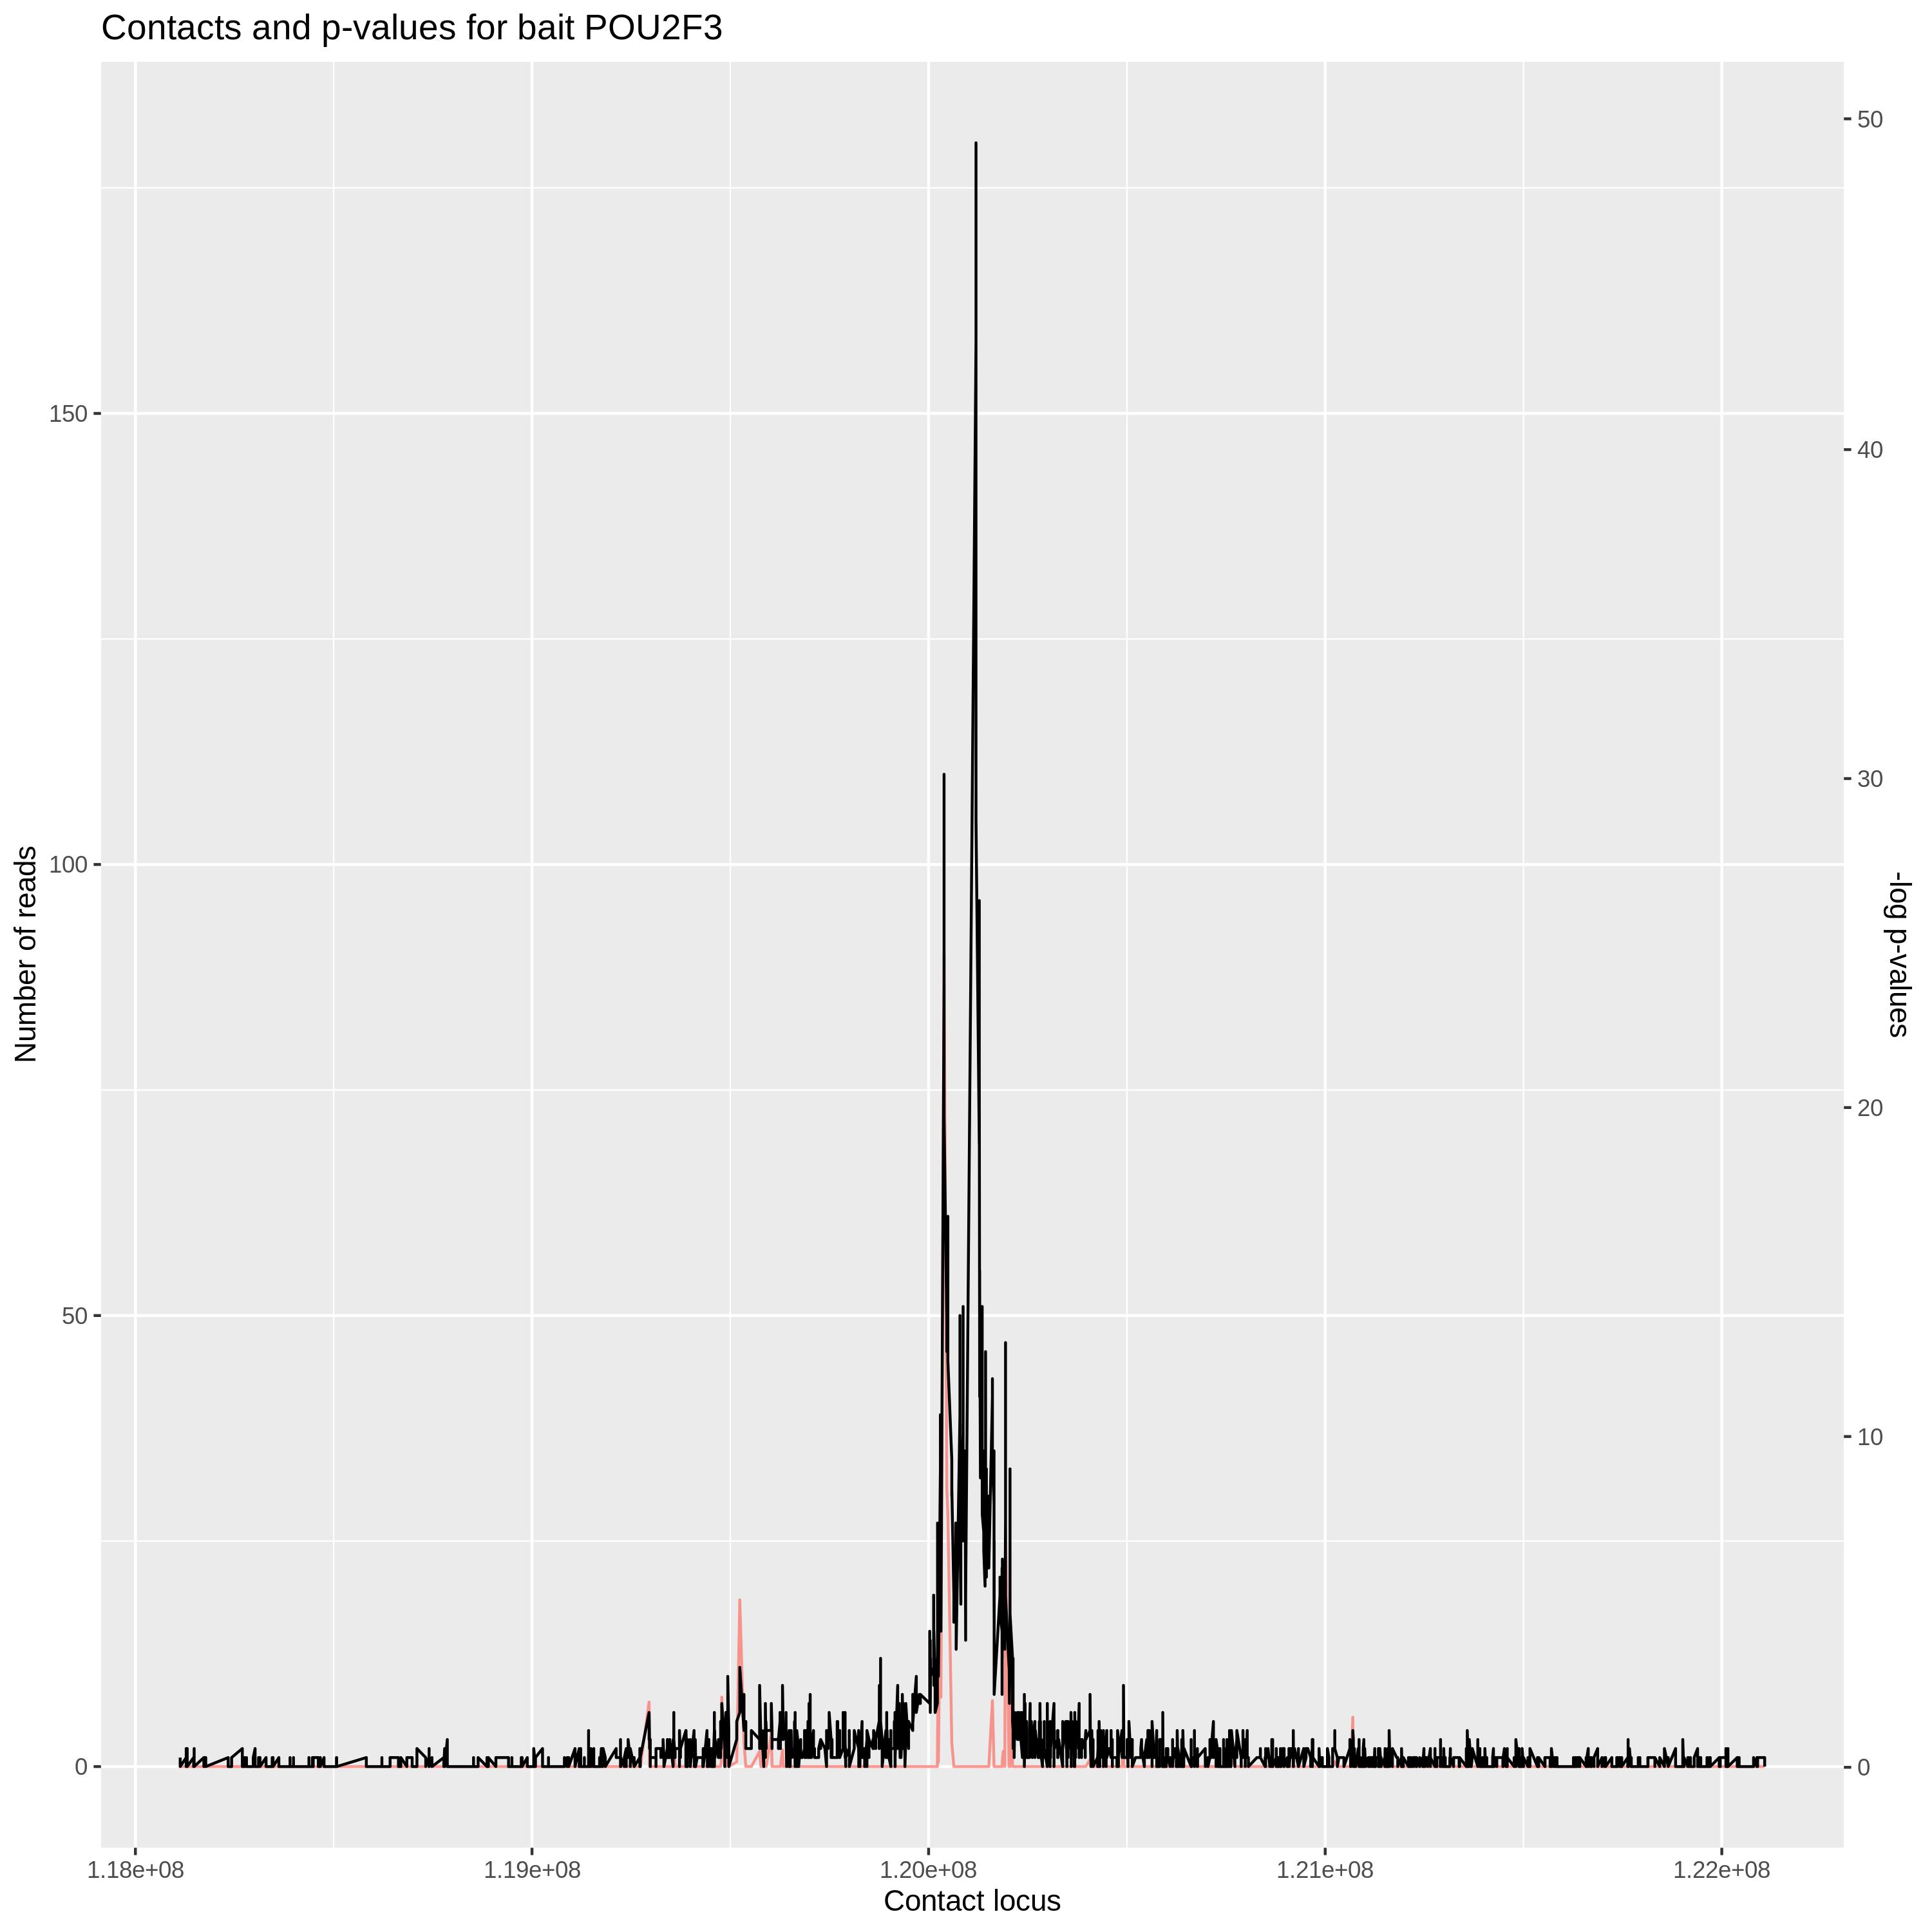 Contacts and p-values for bait POU2F3
50
150
40
30
100
Number of reads
-log p-values
20
50
10
0
0
1.18e+08
1.19e+08
1.20e+08
1.21e+08
1.22e+08
Contact locus